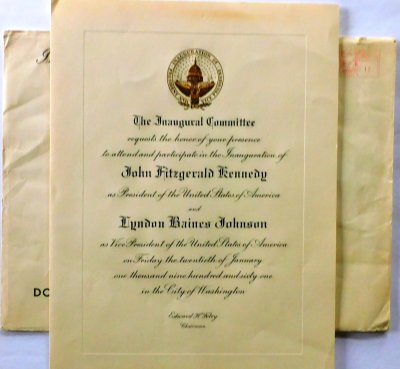 The Inaugural Committee
requests the honor of your presence
to attend and participate in the Inauguration of
John Fitzgerald Kennedy
as President of the United States of America
and
Lyndon Baines Johnson
as Vice President of the United States of America
on Friday the twentieth of January
one thousand nine hundred and sixty one
in the City of Washington
Edward H. Foley
Chairman
DO